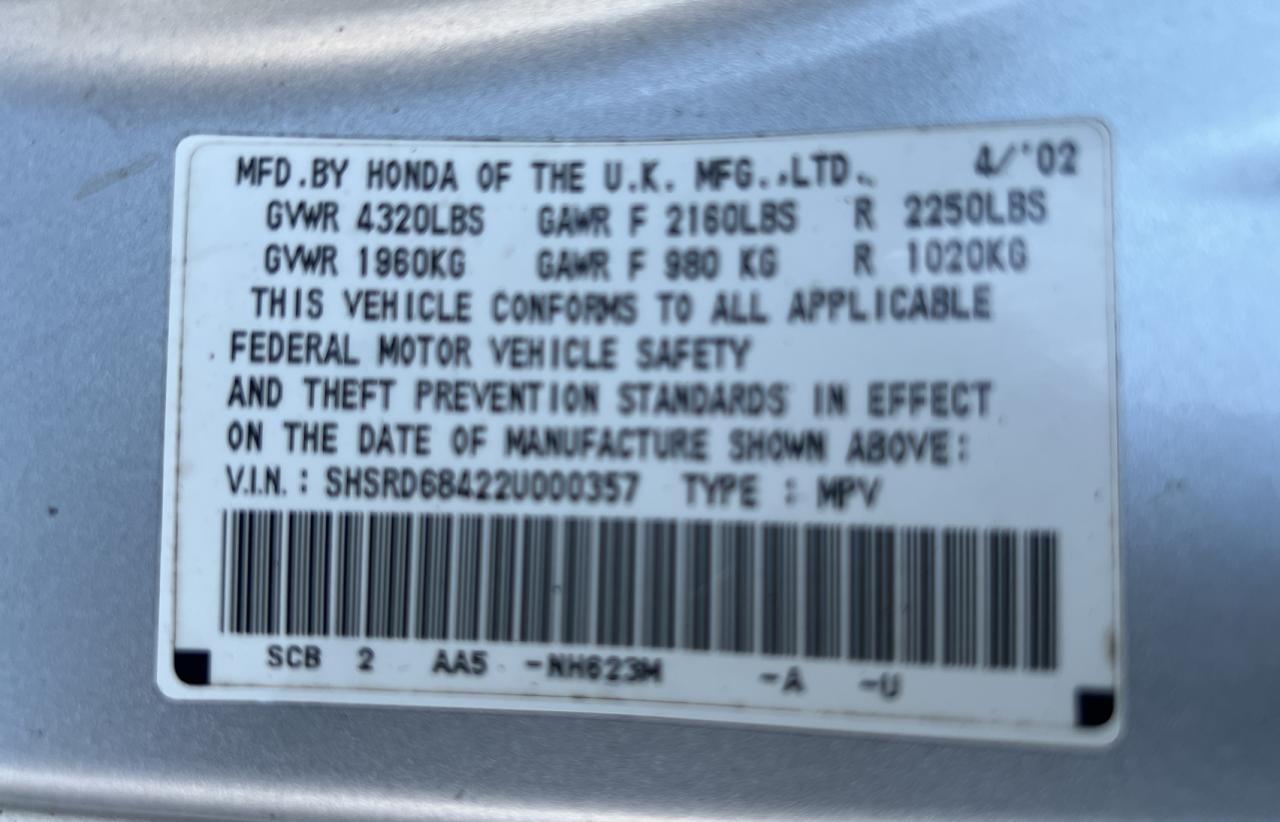 MFD.BY HONDA OF THE U.K. MFG.,LTD. 4/'02
GVWR 4320LBS GAWR F 2160LBS R 2250LBS
GVWR 1960KG GAWR F 980 KG R 1020KG
THIS VEHICLE CONFORMS TO ALL APPLICABLE
FEDERAL MOTOR VEHICLE SAFETY
AND THEFT PREVENTION STANDARDS IN EFFECT
ON THE DATE OF MANUFACTURE SHOWN ABOVE:
V.I.N.: SHSRD68422U000357 TYPE : MPV
SCB 2 AA5 -NH623M -A -U